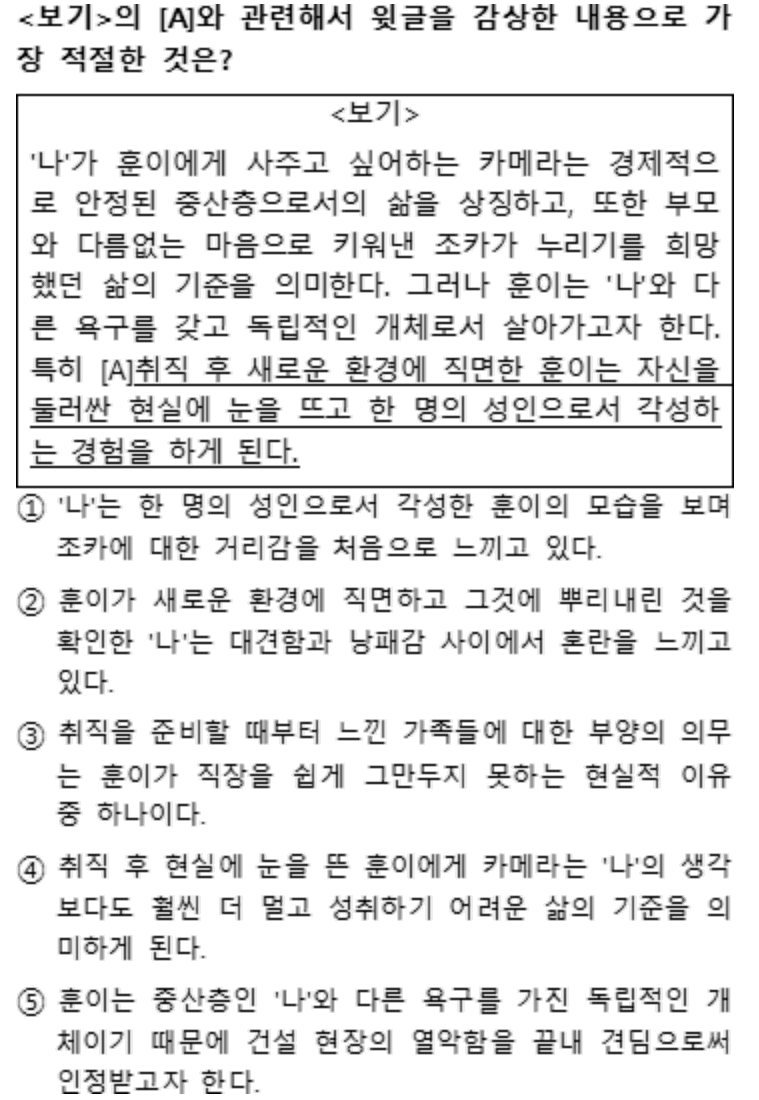 <보기>의 [A]와 관련해서 윗글을 감상한 내용으로 가
장 적절한 것은?
<보기>
'나'가 훈이에게 사주고 싶어하는 카메라는 경제적으
로 안정된 중산층으로서의 삶을 상징하고, 또한 부모
와 다름없는 마음으로 키워낸 조카가 누리기를 희망
했던 삶의 기준을 의미한다. 그러나 훈이는 '나'와 다
른 욕구를 갖고 독립적인 개체로서 살아가고자 한다.
특히 [A]취직 후 새로운 환경에 직면한 훈이는 자신을
둘러싼 현실에 눈을 뜨고 한 명의 성인으로서 각성하
는 경험을 하게 된다.
① '나'는 한 명의 성인으로서 각성한 훈이의 모습을 보며
조카에 대한 거리감을 처음으로 느끼고 있다.
② 훈이가 새로운 환경에 직면하고 그것에 뿌리내린 것을
확인한 '나'는 대견함과 낭패감 사이에서 혼란을 느끼고
있다.
③ 취직을 준비할 때부터 느낀 가족들에 대한 부양의 의무
는 훈이가 직장을 쉽게 그만두지 못하는 현실적 이유
중 하나이다.
④ 취직 후 현실에 눈을 뜬 훈이에게 카메라는 '나'의 생각
보다도 훨씬 더 멀고 성취하기 어려운 삶의 기준을 의
미하게 된다.
⑤ 훈이는 중산층인 '나'와 다른 욕구를 가진 독립적인 개
체이기 때문에 건설 현장의 열악함을 끝내 견딤으로써
인정받고자 한다.